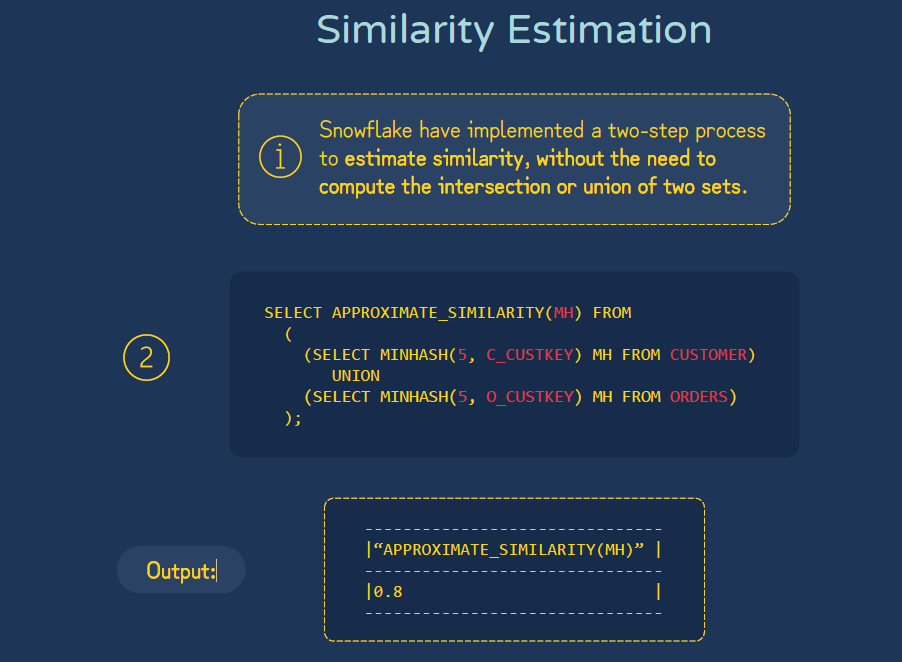 Similarity Estimation
i
Snowflake have implemented a two-step process
to estimate similarity, without the need to
compute the intersection or union of two sets.
2
SELECT APPROXIMATE_SIMILARITY(MH) FROM
(
(SELECT MINHASH(5, C_CUSTKEY) MH FROM CUSTOMER)
UNION
(SELECT MINHASH(5, O_CUSTKEY) MH FROM ORDERS)
);
Output:
-------------------------------
|“APPROXIMATE_SIMILARITY(MH)” |
-------------------------------
|0.8 |
-------------------------------